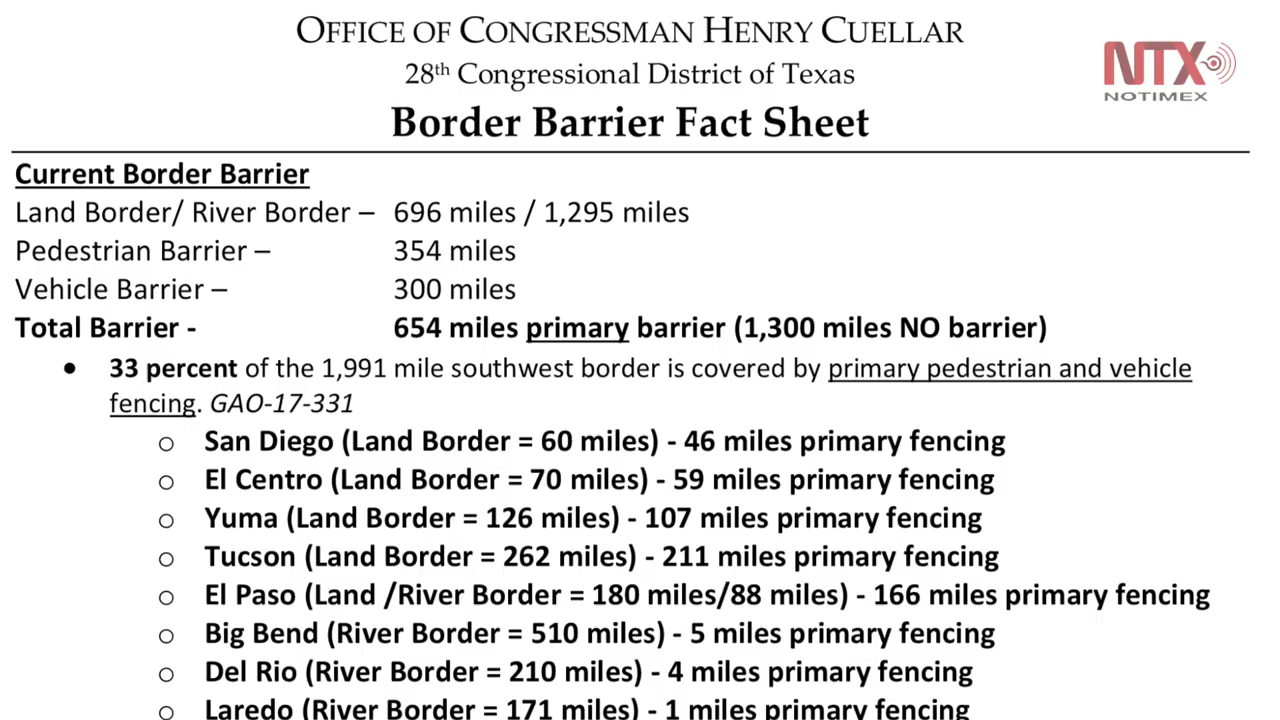 OFFICE OF CONGRESSMAN HENRY CUELLAR
28th Congressional District of Texas
NTX
NOTIMEX
Border Barrier Fact Sheet
Current Border Barrier
Land Border/ River Border – 696 miles / 1,295 miles
Pedestrian Barrier – 354 miles
Vehicle Barrier – 300 miles
Total Barrier - 654 miles primary barrier (1,300 miles NO barrier)
• 33 percent of the 1,991 mile southwest border is covered by primary pedestrian and vehicle
fencing. GAO-17-331
o San Diego (Land Border = 60 miles) - 46 miles primary fencing
o El Centro (Land Border = 70 miles) - 59 miles primary fencing
o Yuma (Land Border = 126 miles) - 107 miles primary fencing
o Tucson (Land Border = 262 miles) - 211 miles primary fencing
o El Paso (Land /River Border = 180 miles/88 miles) - 166 miles primary fencing
o Big Bend (River Border = 510 miles) - 5 miles primary fencing
o Del Rio (River Border = 210 miles) - 4 miles primary fencing
o Laredo (River Border = 171 miles) - 1 miles primary fencing